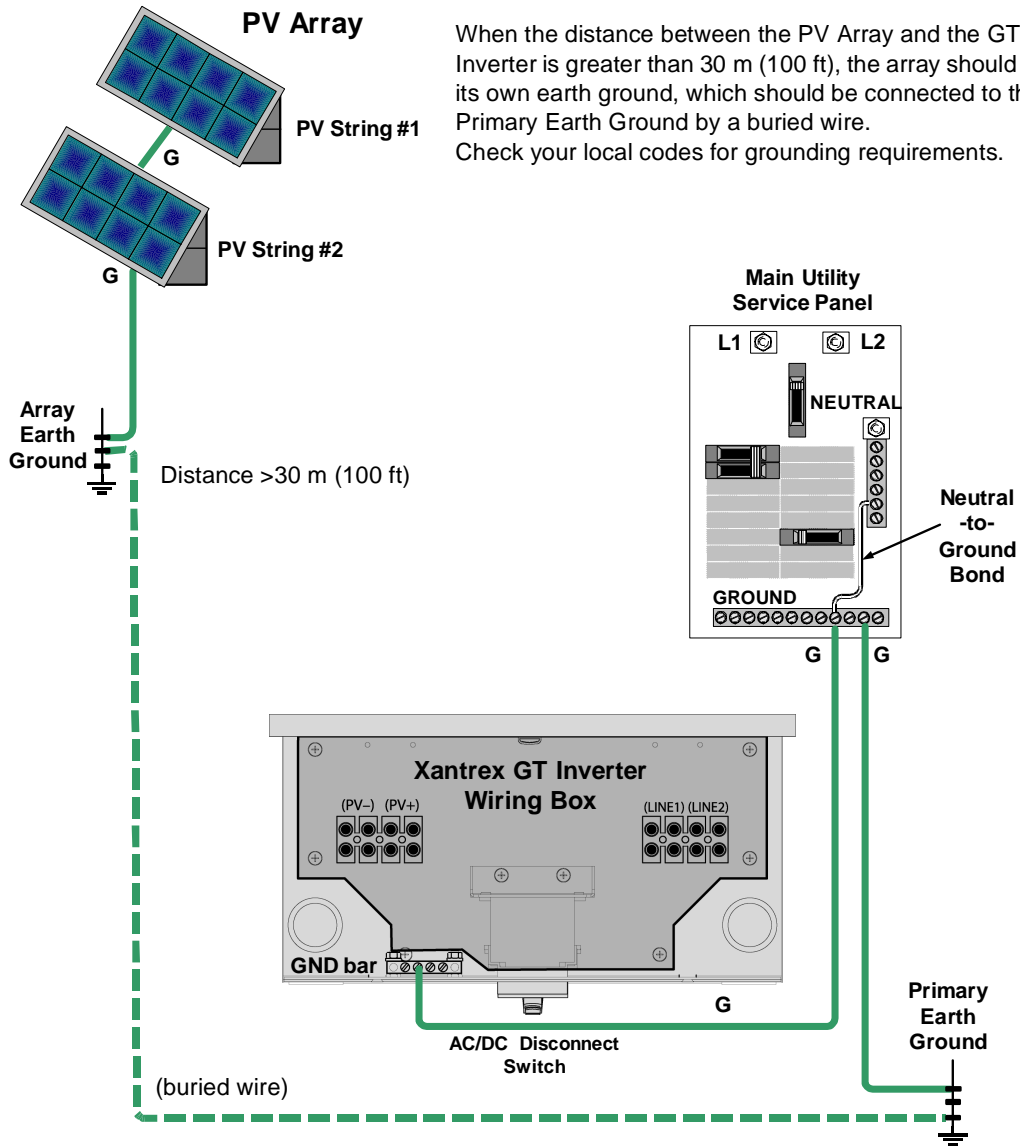 PV Array
When the distance between the PV Array and the GT
Inverter is greater than 30 m (100 ft), the array should
its own earth ground, which should be connected to th
Primary Earth Ground by a buried wire.
Check your local codes for grounding requirements.
PV String #1
G
PV String #2
G
Main Utility
Service Panel
L1
L2
NEUTRAL
Array
Earth
Ground
Distance >30 m (100 ft)
Neutral
-to-
Ground
Bond
GROUND
G
G
Xantrex GT Inverter
Wiring Box
(PV–) (PV+)
(LINE1) (LINE2)
GND bar
G
AC/DC Disconnect
Switch
Primary
Earth
Ground
(buried wire)